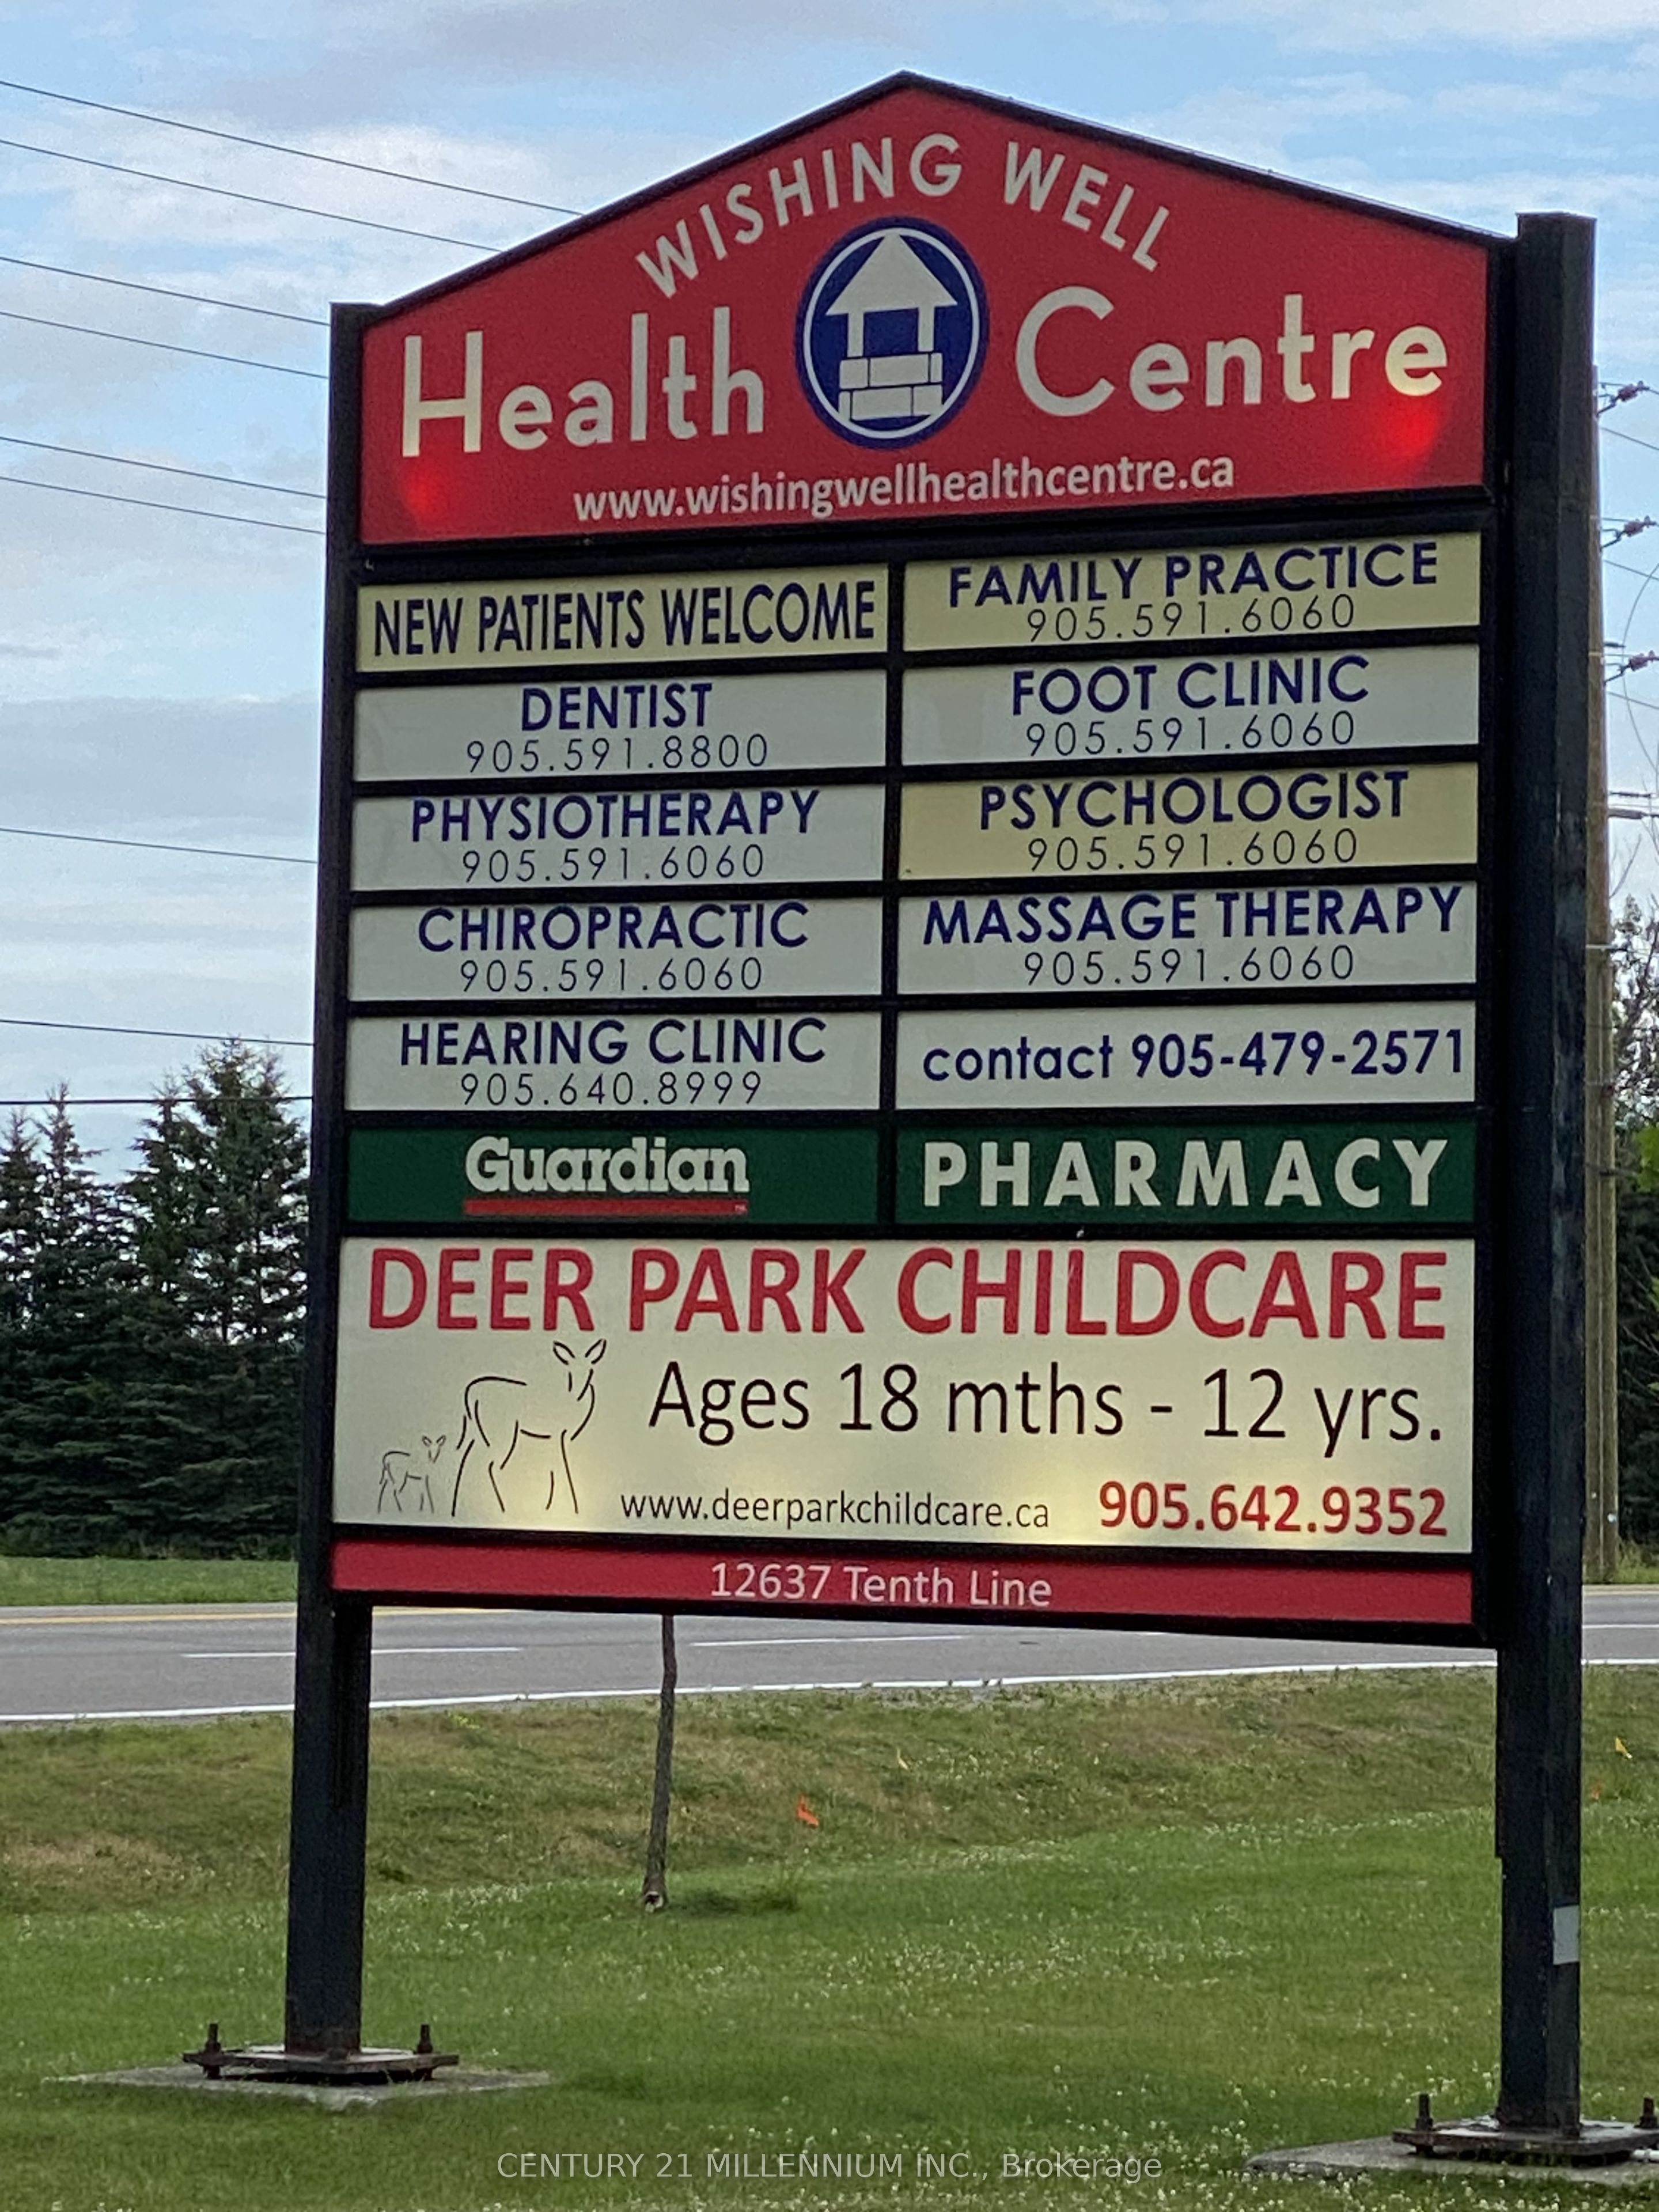 WISHING WELL
Health Centre
www.wishingwellhealthcentre.ca
NEW PATIENTS WELCOME
FAMILY PRACTICE
905.591.6060
DENTIST
905.591.8800
FOOT CLINIC
905.591.6060
PHYSIOTHERAPY
905.591.6060
PSYCHOLOGIST
905.591.6060
CHIROPRACTIC
905.591.6060
MASSAGE THERAPY
905.591.6060
HEARING CLINIC
905.640.8999
contact 905-479-2571
Guardian
PHARMACY
DEER PARK CHILDCARE
Ages 18 mths - 12 yrs.
www.deerparkchildcare.ca 905.642.9352
12637 Tenth Line
CENTURY 21 MILLENNIUM INC., Brokerage